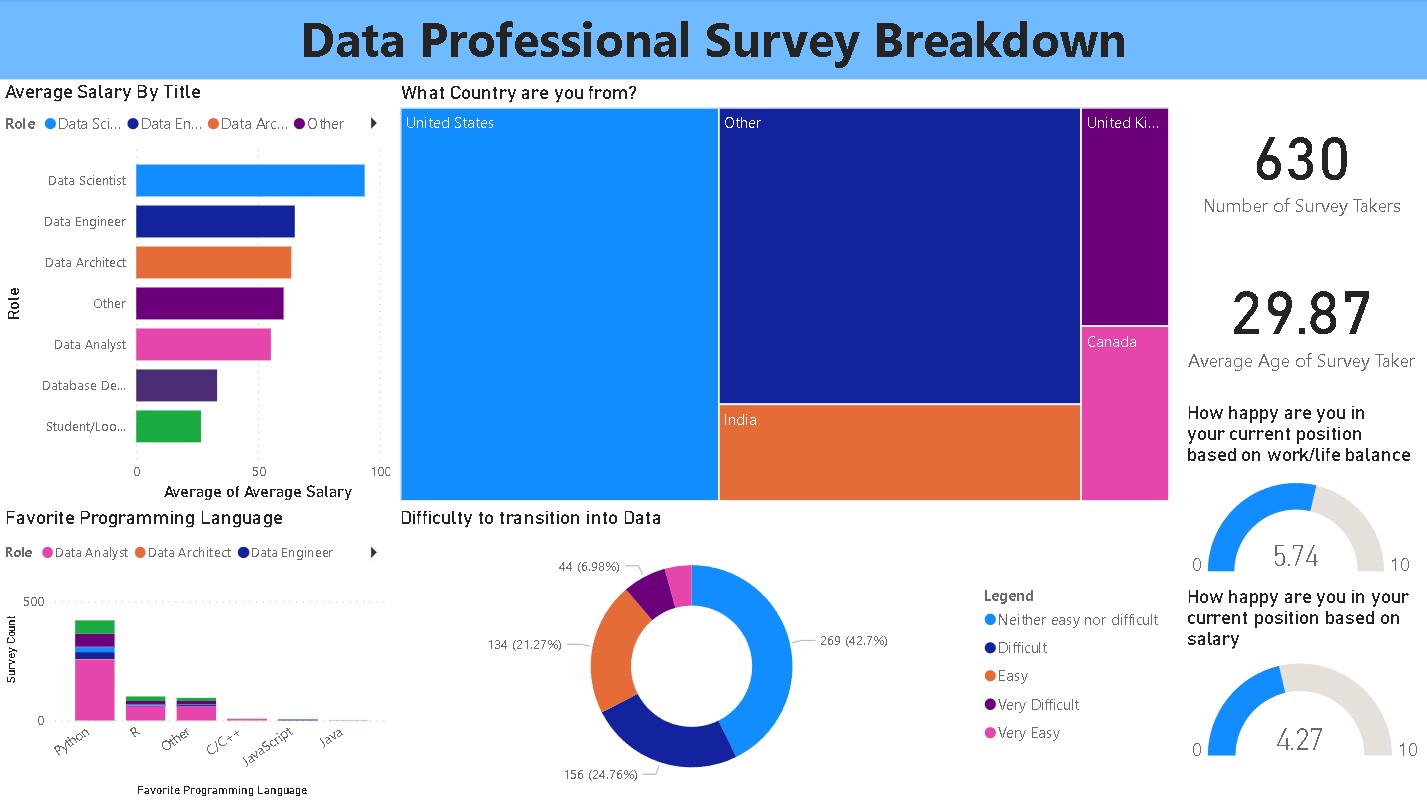 Data Professional Survey Breakdown
Average Salary By Title
Role Data Sci... Data En... Data Arc... Other
Role
Data Scientist
Data Engineer
Data Architect
Other
Data Analyst
Database De...
Student/Loo...
0 50 100
Average of Average Salary
What Country are you from?
United States
Other
India
United Ki...
Canada
630
Number of Survey Takers
29.87
Average Age of Survey Taker
How happy are you in
your current position
based on work/life balance
0 5.74 10
How happy are you in your
current position based on
salary
0 4.27 10
Favorite Programming Language
Role Data Analyst Data Architect Data Engineer
Survey Count
500
0
Python R Other C/C++ JavaScript Java
Favorite Programming Language
Difficulty to transition into Data
44 (6.98%)
134 (21.27%)
269 (42.7%)
156 (24.76%)
Legend
Neither easy nor difficult
Difficult
Easy
Very Difficult
Very Easy